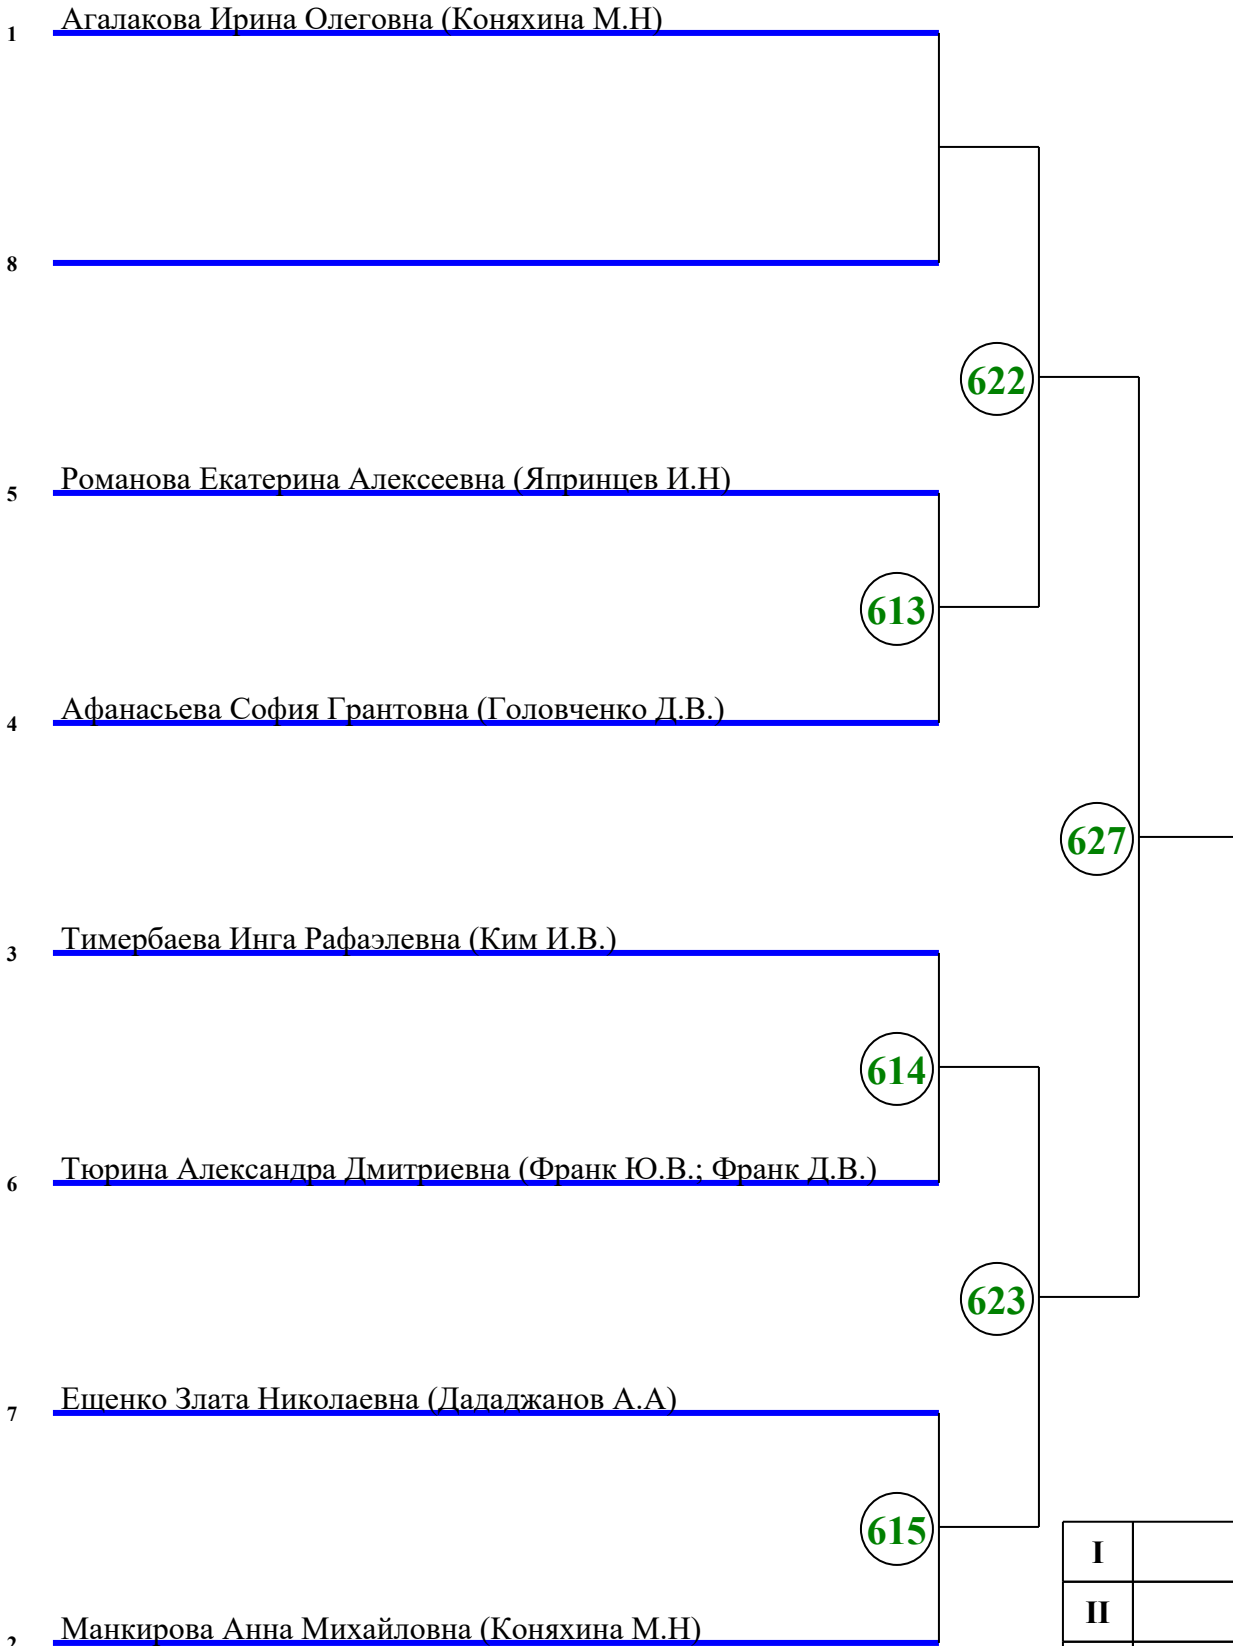 1 Агалакова Ирина Олеговна (Коняхина М.Н)
8
622
5 Романова Екатерина Алексеевна (Япринцев И.Н)
613
4 Афанасьева София Грантовна (Головченко Д.В.)
627
3 Тимербаева Инга Рафаэлевна (Ким И.В.)
614
6 Тюрина Александра Дмитриевна (Франк Ю.В.; Франк Д.В.)
623
7 Ещенко Злата Николаевна (Дададжанов А.А)
615
I
II
2 Манкирова Анна Михайловна (Коняхина М.Н)